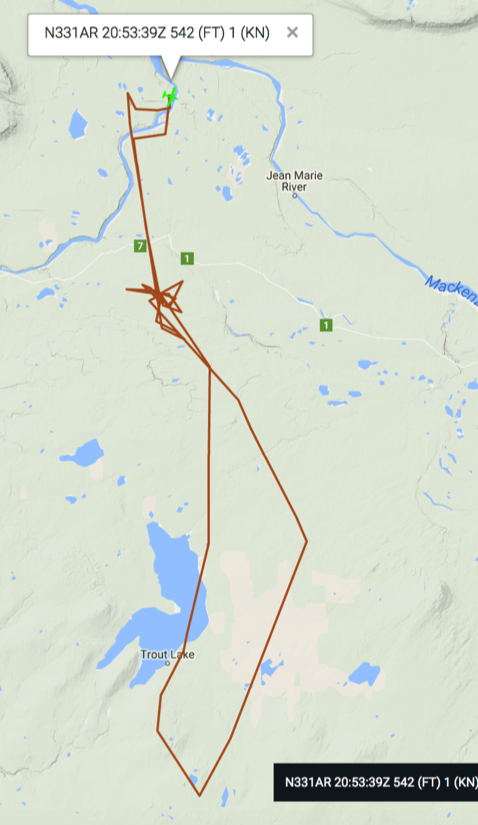 N331AR 20:53:39Z 542 (FT) 1 (KN) ×
Jean Marie
River
7
1
Macken
1
Trout Lake
N331AR 20:53:39Z 542 (FT) 1 (KN)